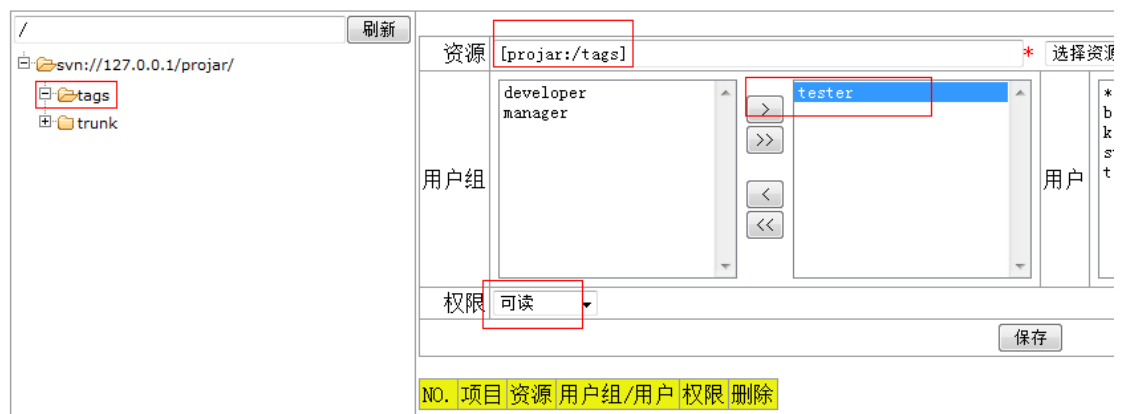 /
刷新
svn://127.0.0.1/projar/
tags
trunk
资源 [projar:/tags] * 选择资源
用户组
developer
manager
>
>>
<
<<
tester
用户
*
b
k
t
权限 可读
保存
NO. 项目 资源 用户组/用户 权限 删除